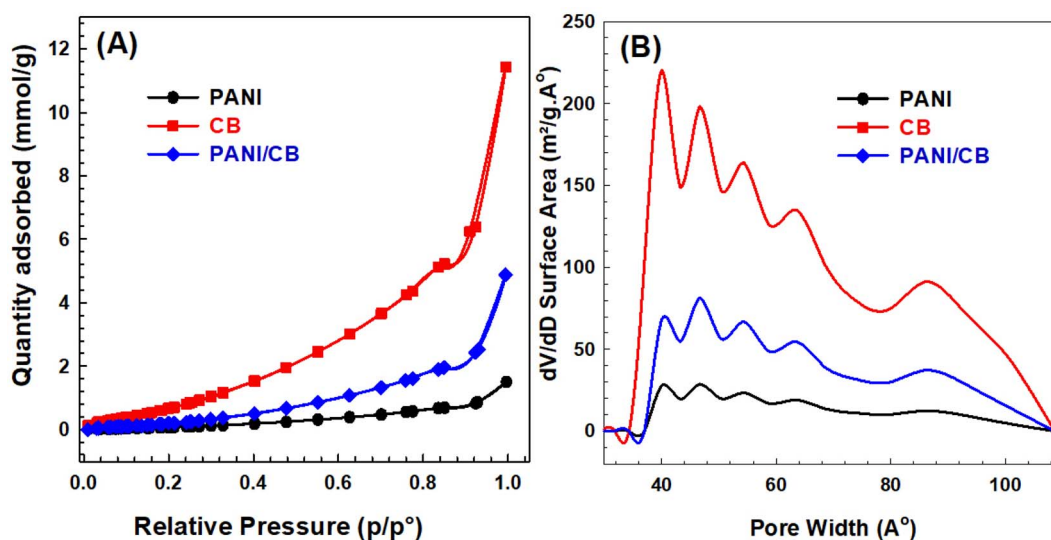 (A)
Quantity adsorbed (mmol/g)
12
10
8
6
4
2
0
PANI
CB
PANI/CB
0.0 0.2 0.4 0.6 0.8 1.0
Relative Pressure (p/p°)
(B)
dV/dD Surface Area (m²/g.A°)
250
200
150
100
50
0
PANI
CB
PANI/CB
40 60 80 100
Pore Width (A°)